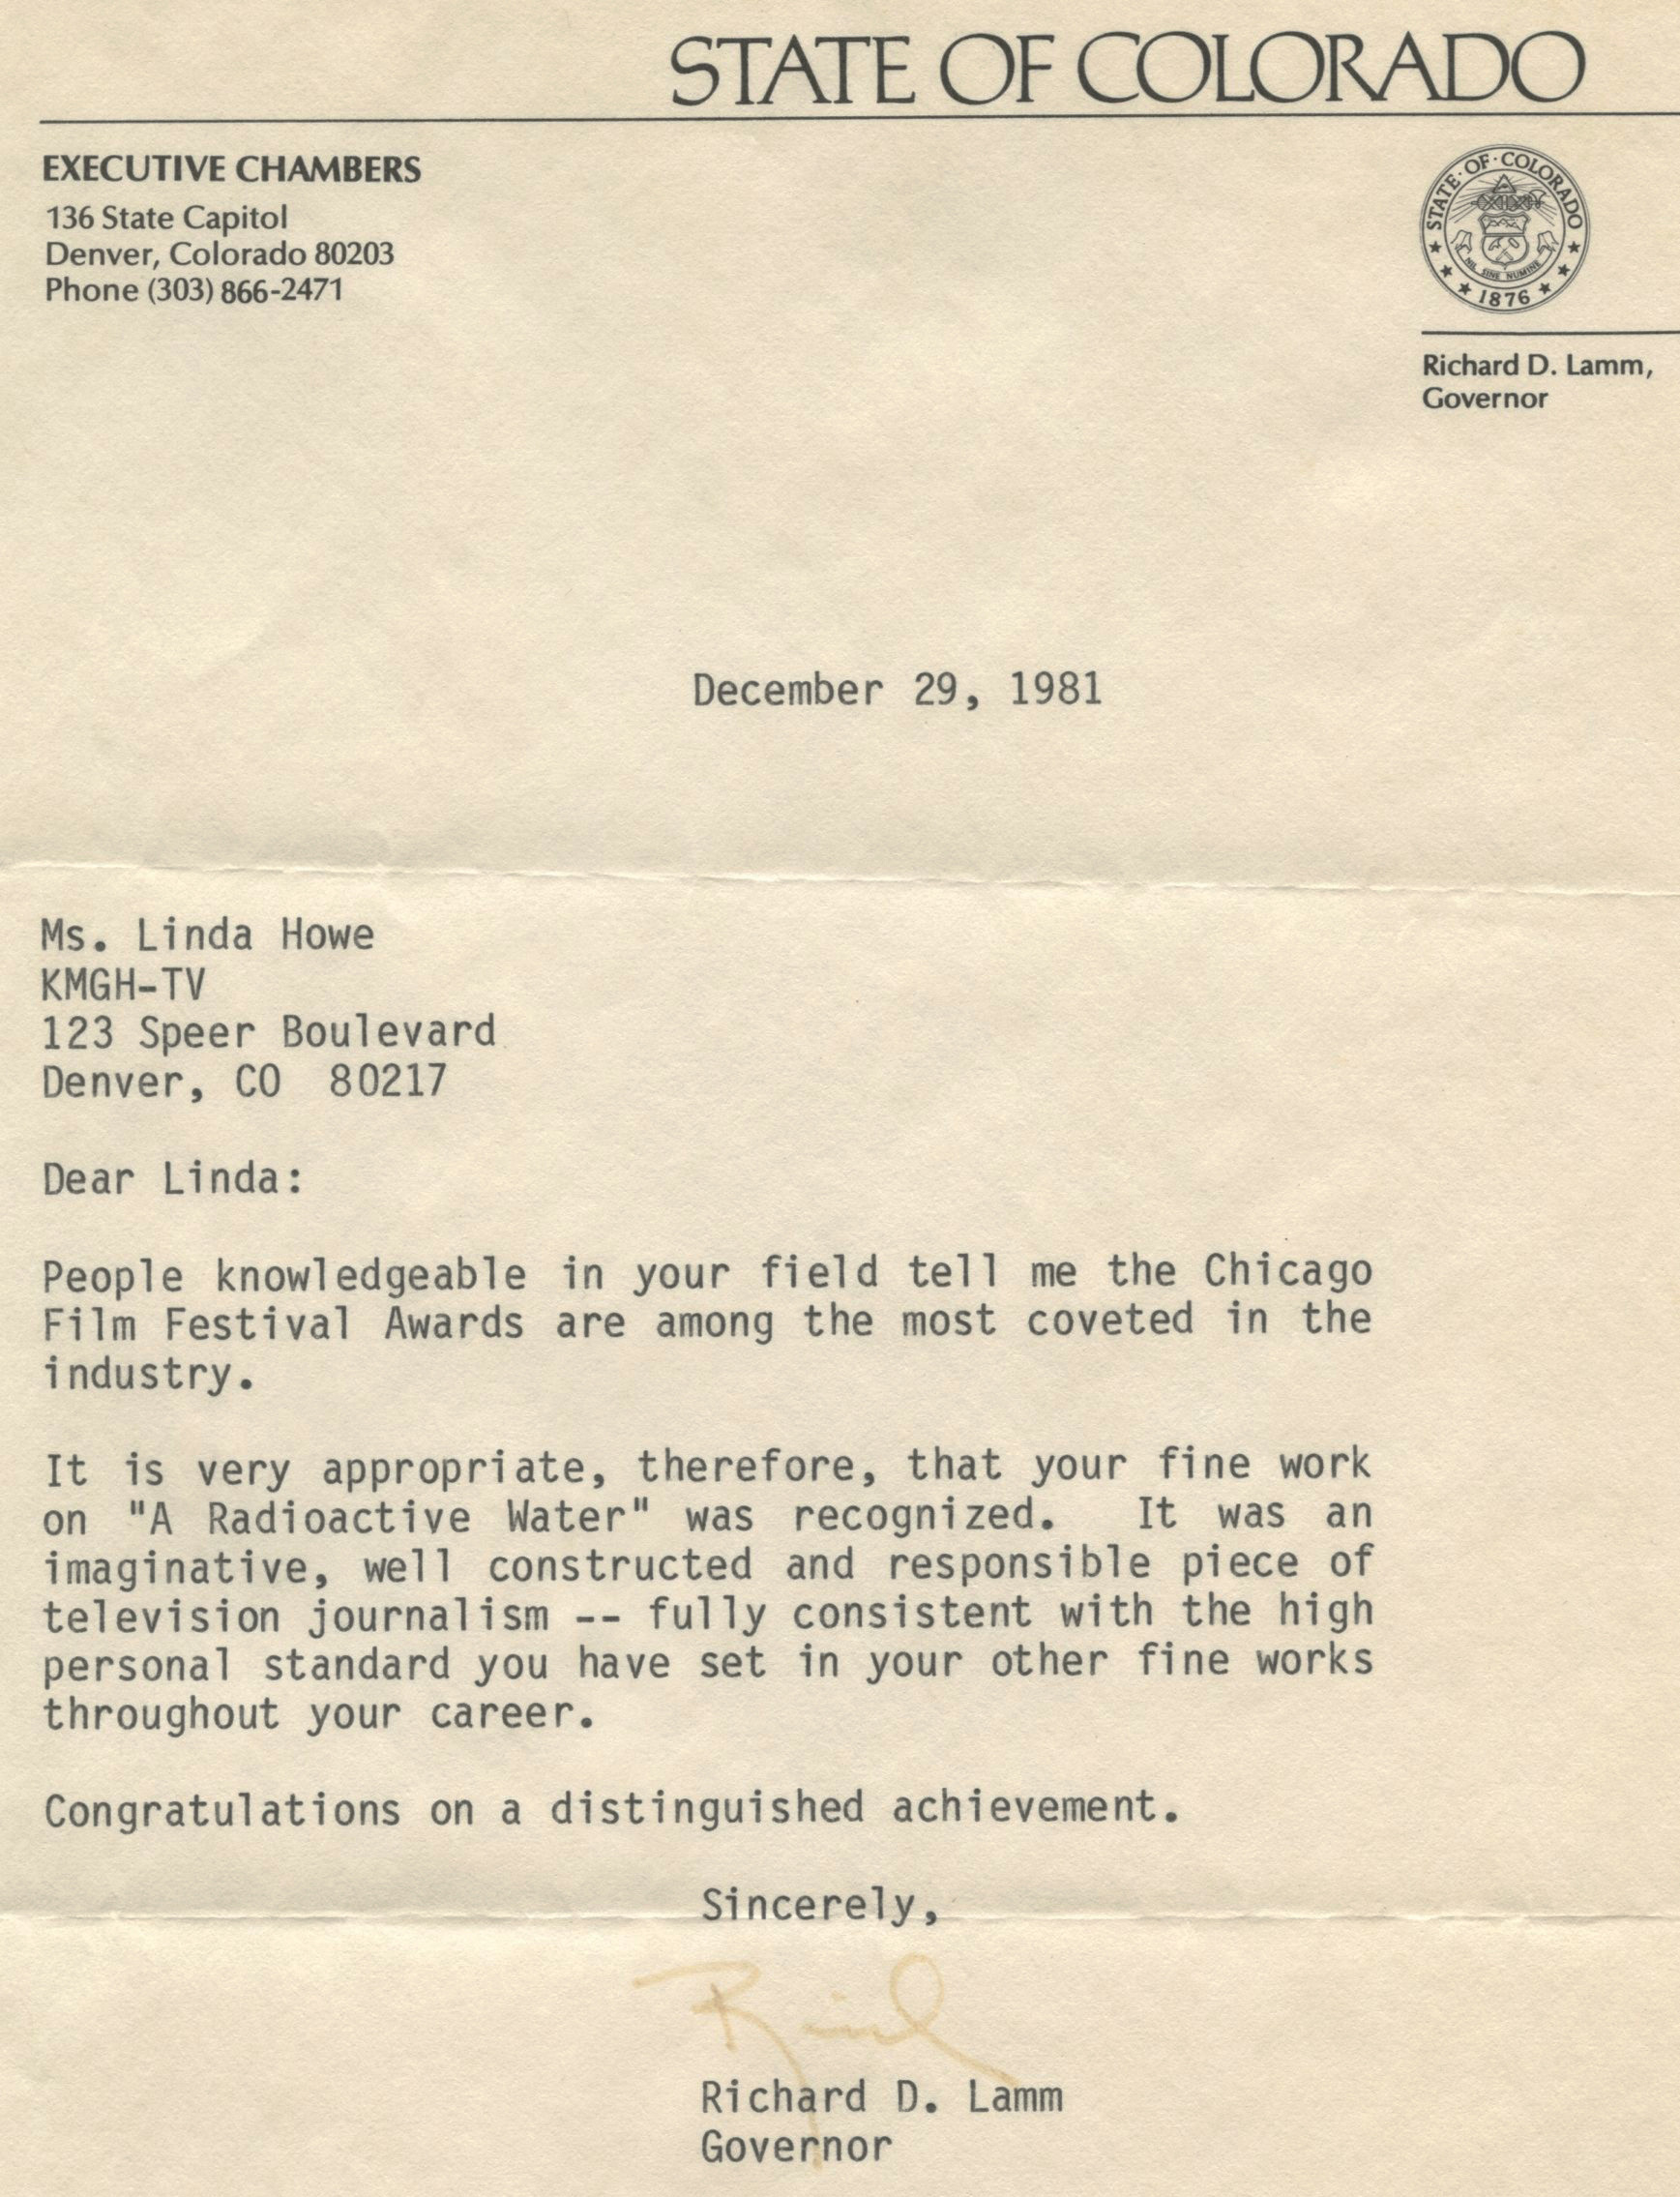 STATE OF COLORADO
EXECUTIVE CHAMBERS
136 State Capitol
Denver, Colorado 80203
Phone (303) 866-2471
STATE·OF·COLORADO
NIL SINE NUMINE
1876
Richard D. Lamm,
Governor
December 29, 1981
Ms. Linda Howe
KMGH-TV
123 Speer Boulevard
Denver, CO  80217
Dear Linda:
People knowledgeable in your field tell me the Chicago
Film Festival Awards are among the most coveted in the
industry.
It is very appropriate, therefore, that your fine work
on "A Radioactive Water" was recognized.  It was an
imaginative, well constructed and responsible piece of
television journalism -- fully consistent with the high
personal standard you have set in your other fine works
throughout your career.
Congratulations on a distinguished achievement.
Sincerely,
Richard D. Lamm
Governor